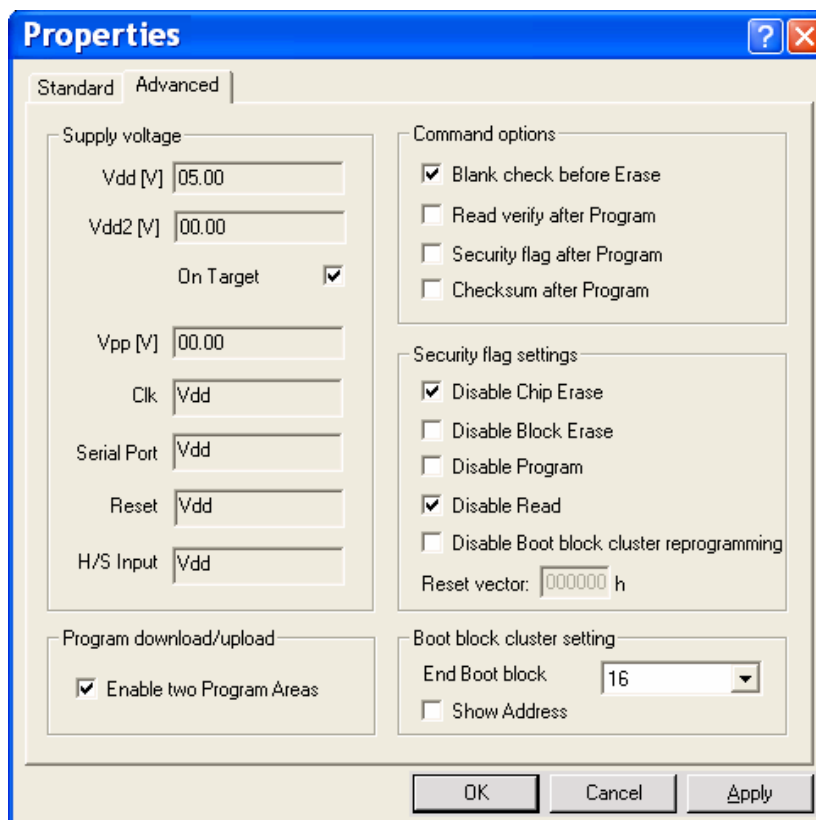 Properties
Standard
Advanced
Supply voltage
Vdd [V] 05.00
Vdd2 [V] 00.00
On Target
Vpp [V] 00.00
Clk Vdd
Serial Port Vdd
Reset Vdd
H/S Input Vdd
Program download/upload
Enable two Program Areas
Command options
Blank check before Erase
Read verify after Program
Security flag after Program
Checksum after Program
Security flag settings
Disable Chip Erase
Disable Block Erase
Disable Program
Disable Read
Disable Boot block cluster reprogramming
Reset vector: 000000 h
Boot block cluster setting
End Boot block 16
Show Address
OK
Cancel
Apply